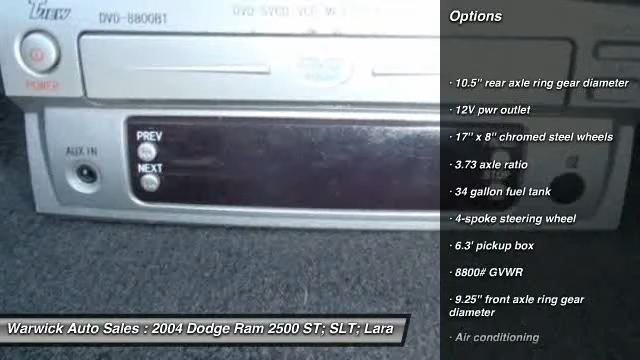 TVIEW
DVD-8800BT
POWER
AUX IN
PREV
NEXT
STOP
Options
· 10.5" rear axle ring gear diameter
· 12V pwr outlet
· 17" x 8" chromed steel wheels
· 3.73 axle ratio
· 34 gallon fuel tank
· 4-spoke steering wheel
· 6.3' pickup box
· 8800# GVWR
· 9.25" front axle ring gear
diameter
· Air conditioning
Warwick Auto Sales : 2004 Dodge Ram 2500 ST; SLT; Lara